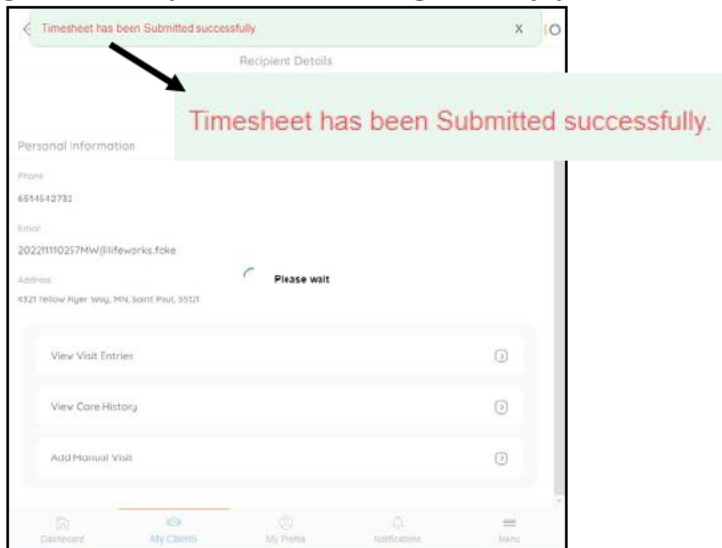 Timesheet has been Submitted successfully. X
Recipient Details
Timesheet has been Submitted successfully.
Personal Information
Phone
6514542732
Email
202211110257MW@lifeworks.fake
Address
Please wait
4321 Yellow Flyer Way, MN, Saint Paul, 55121
View Visit Entries
View Care History
Add Manual Visit
Dashboard My Clients My Profile Notifications Menu